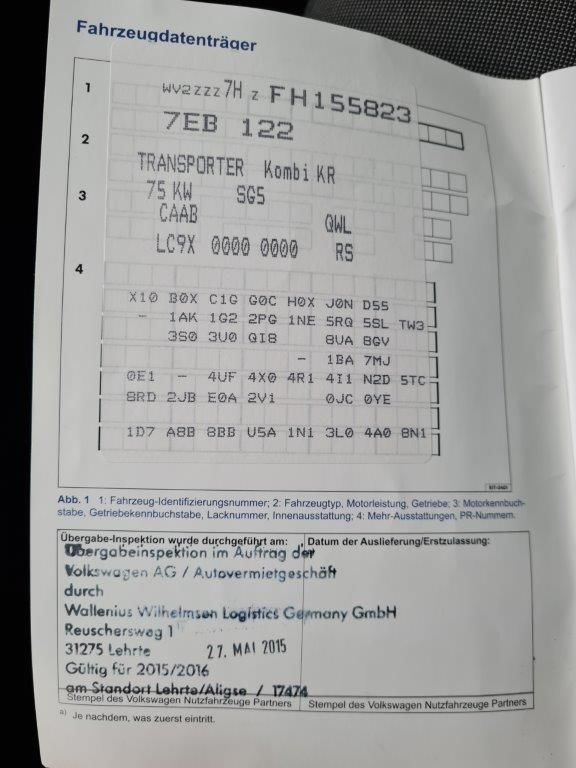 Fahrzeugdatenträger
1 WV2ZZZ7HZFH155823
7EB 122
2
TRANSPORTER Kombi KR
3 75 KW SG5
CAAB QWL
LC9X 0000 0000 RS
4
X10 B0X C1G G0C H0X J0N D55
- 1AK 1G2 2PG 1NE 5RQ 5SL TW3
3S0 3U0 QI8 8UA 8GV
- 1BA 7MJ
0E1 - 4UF 4X0 4R1 4I1 N2D 5TC
8RD 2JB E0A 2V1 0JC 0YE
1D7 A8B 8BB U5A 1N1 3L0 4A0 8N1
Abb. 1 1: Fahrzeug-Identifizierungsnummer; 2: Fahrzeugtyp, Motorleistung, Getriebe; 3: Motorkennbuch-
stabe, Getriebekennbuchstabe, Lacknummer, Innenausstattung; 4: Mehr-Ausstattungen, PR-Nummern.
Übergabe-Inspektion wurde durchgeführt am: Datum der Auslieferung/Erstzulassung:
Übergabeinspektion im Auftrag der
Volkswagen AG / Autovermietgeschäft
durch
Wallenius Wilhelmsen Logistics Germany GmbH
Reuschersweg 1
31275 Lehrte 27. MAI 2015
Gültig für 2015/2016
am Standort Lehrte/Aligse / 17474
Stempel des Volkswagen Nutzfahrzeuge Partners Stempel des Volkswagen Nutzfahrzeuge Partners
a) Je nachdem, was zuerst eintritt.